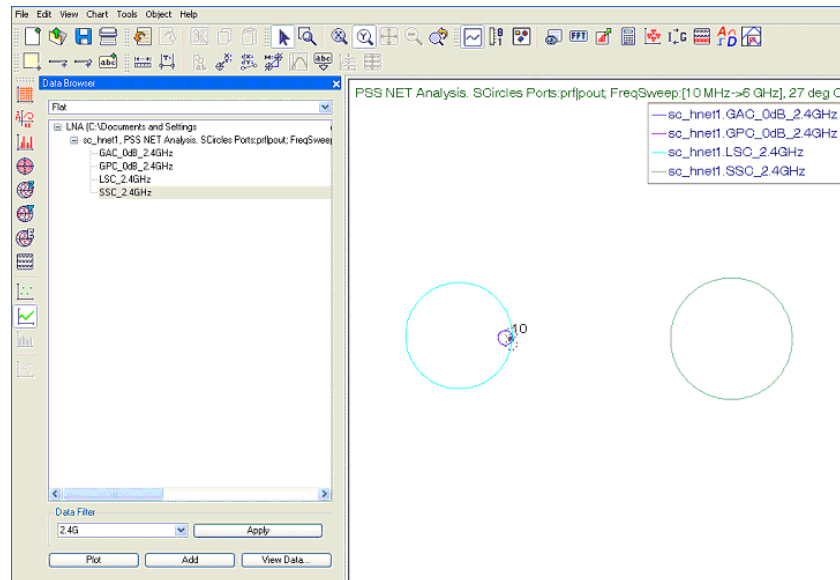 File Edit View Chart Tools Object Help
FFT
abc
Data Browser
Flat
LNA (C:\Documents and Settings
sc_hnet1, PSS NET Analysis. SCircles Ports:prf|pout; FreqSweep
GAC_0dB_2.4GHz
GPC_0dB_2.4GHz
LSC_2.4GHz
SSC_2.4GHz
Data Filter
2.4G
Apply
Plot Add View Data...
PSS NET Analysis. SCircles Ports:prf|pout; FreqSweep:[10 MHz->6 GHz], 27 deg C
sc_hnet1.GAC_0dB_2.4GHz
sc_hnet1.GPC_0dB_2.4GHz
sc_hnet1.LSC_2.4GHz
sc_hnet1.SSC_2.4GHz
10